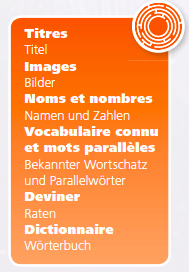 Titres
Titel
Images
Bilder
Noms et nombres
Namen und Zahlen
Vocabulaire connu
et mots parallèles
Bekannter Wortschatz
und Parallelwörter
Deviner
Raten
Dictionnaire
Wörterbuch